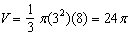 V = 1/3 π(3²)(8) = 24π